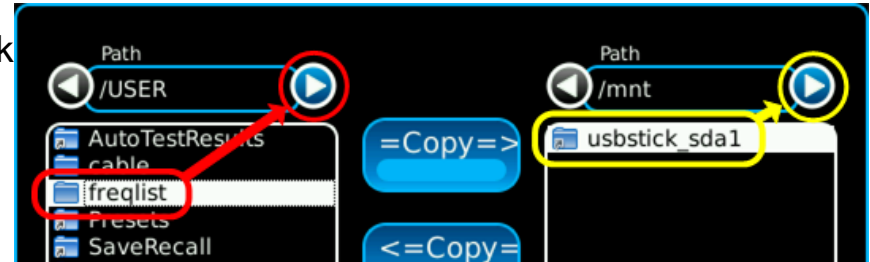 k
Path
/USER
AutoTestResults
cable
freqlist
Presets
SaveRecall
=Copy=>
<=Copy=
Path
/mnt
usbstick_sda1